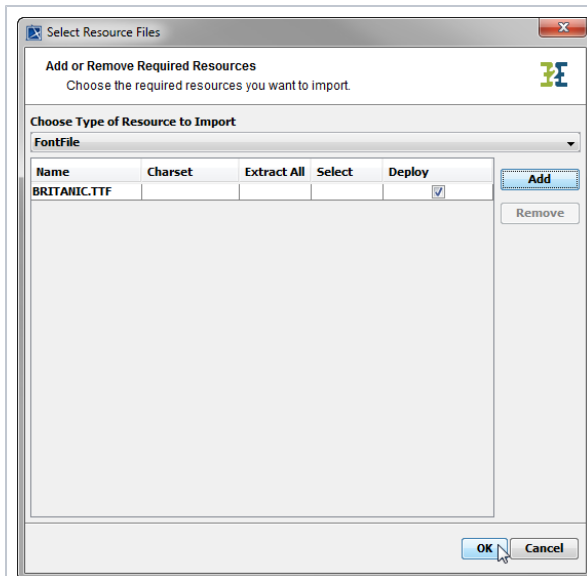 Select Resource Files
Add or Remove Required Resources
Choose the required resources you want to import.
Choose Type of Resource to Import
FontFile
Name Charset Extract All Select Deploy
BRITANIC.TTF
Add
Remove
OK Cancel